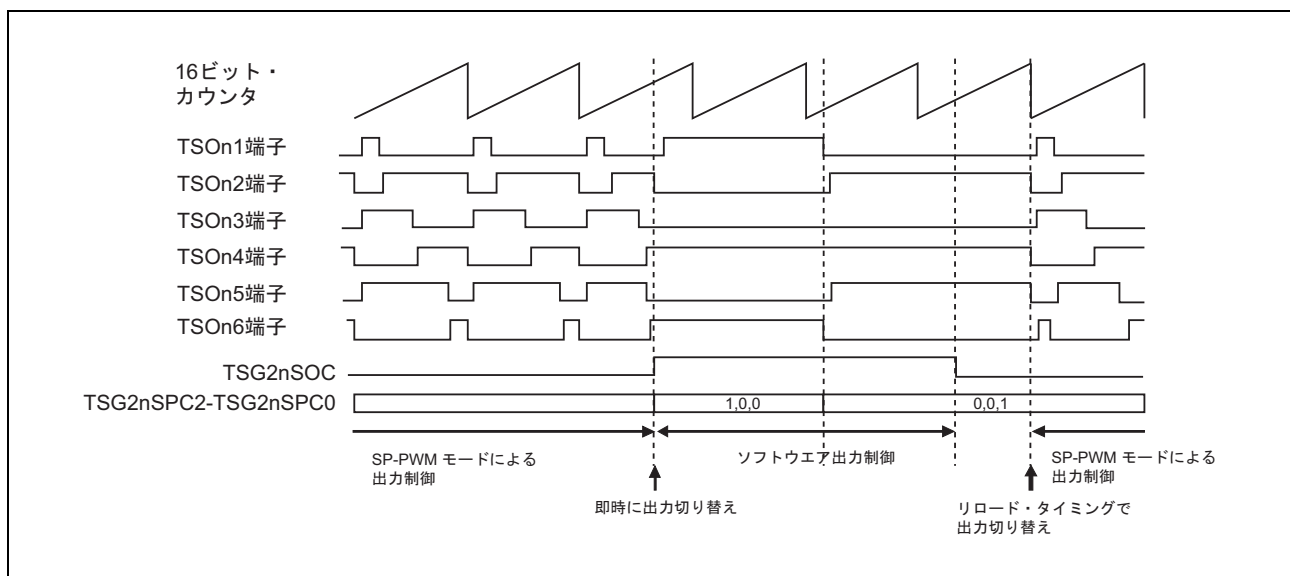 16ビット・
カウンタ
TSOn1端子
TSOn2端子
TSOn3端子
TSOn4端子
TSOn5端子
TSOn6端子
TSG2nSOC
TSG2nSPC2-TSG2nSPC0
1,0,0
0,0,1
SP-PWM モードによる
出力制御
ソフトウエア出力制御
SP-PWM モードによる
出力制御
即時に出力切り替え
リロード・タイミングで
出力切り替え